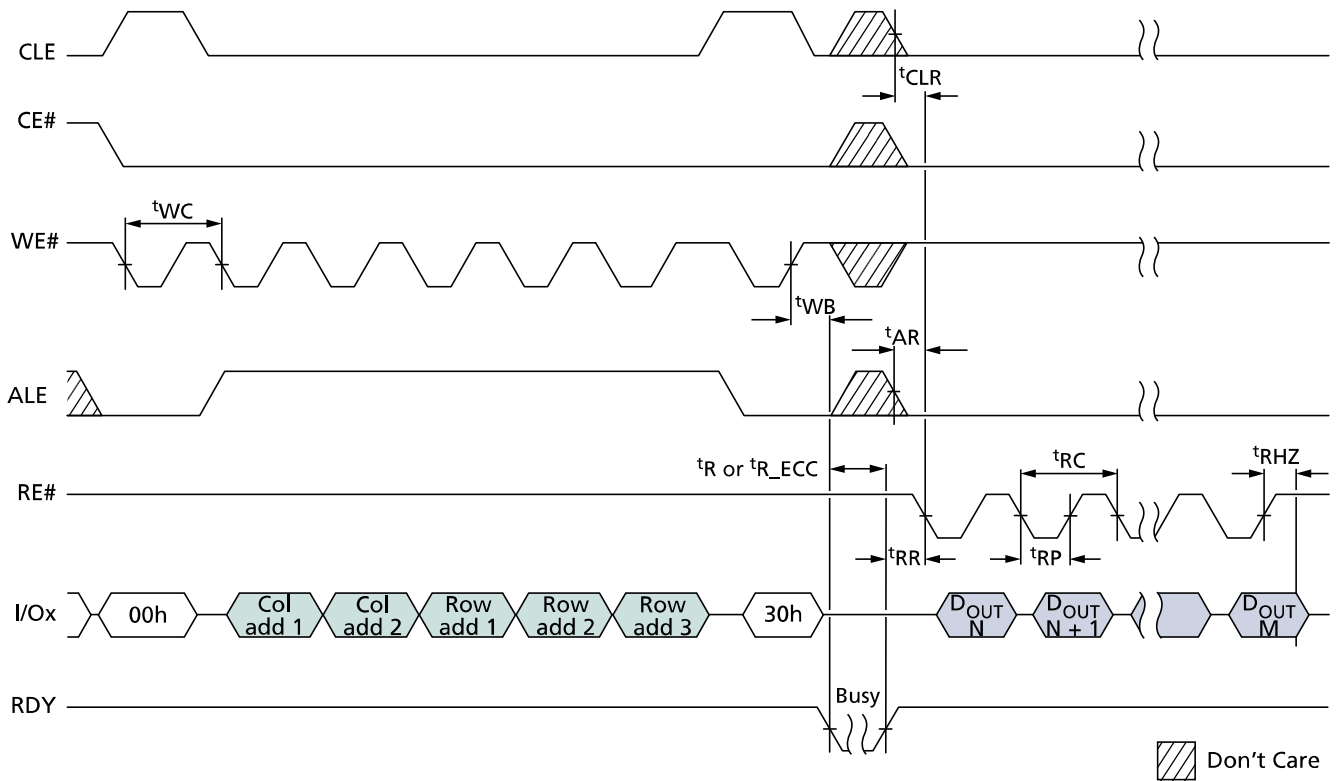 CLE
tCLR
CE#
tWC
WE#
tWB
tAR
ALE
tR or tR_ECC
tRC
tRHZ
RE#
tRR
tRP
I/Ox
00h
Col
add 1
Col
add 2
Row
add 1
Row
add 2
Row
add 3
30h
DOUT
N
DOUT
N + 1
DOUT
M
RDY
Busy
Don't Care